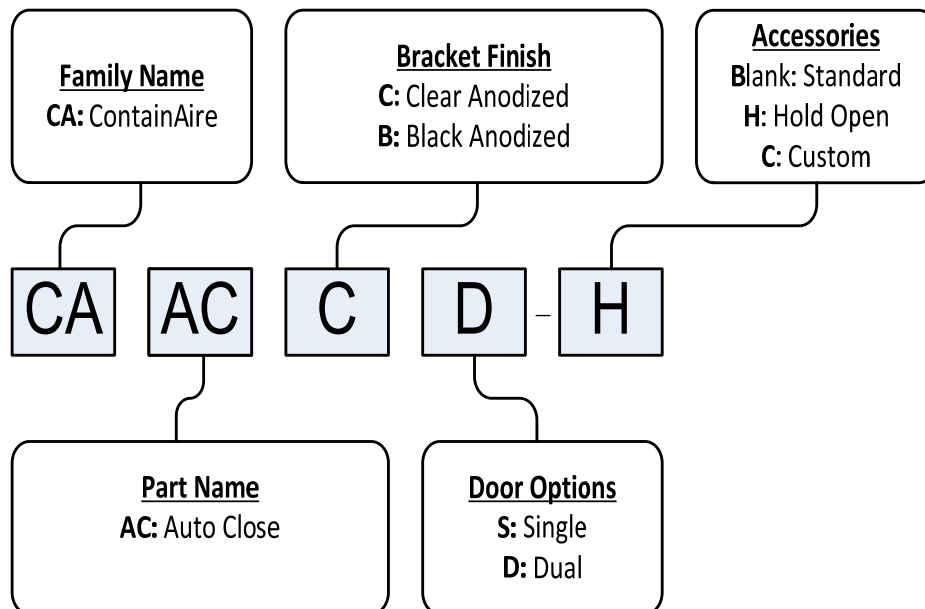 Family Name
CA: ContainAire
Bracket Finish
C: Clear Anodized
B: Black Anodized
Accessories
Blank: Standard
H: Hold Open
C: Custom
CA AC C D – H
Part Name
AC: Auto Close
Door Options
S: Single
D: Dual